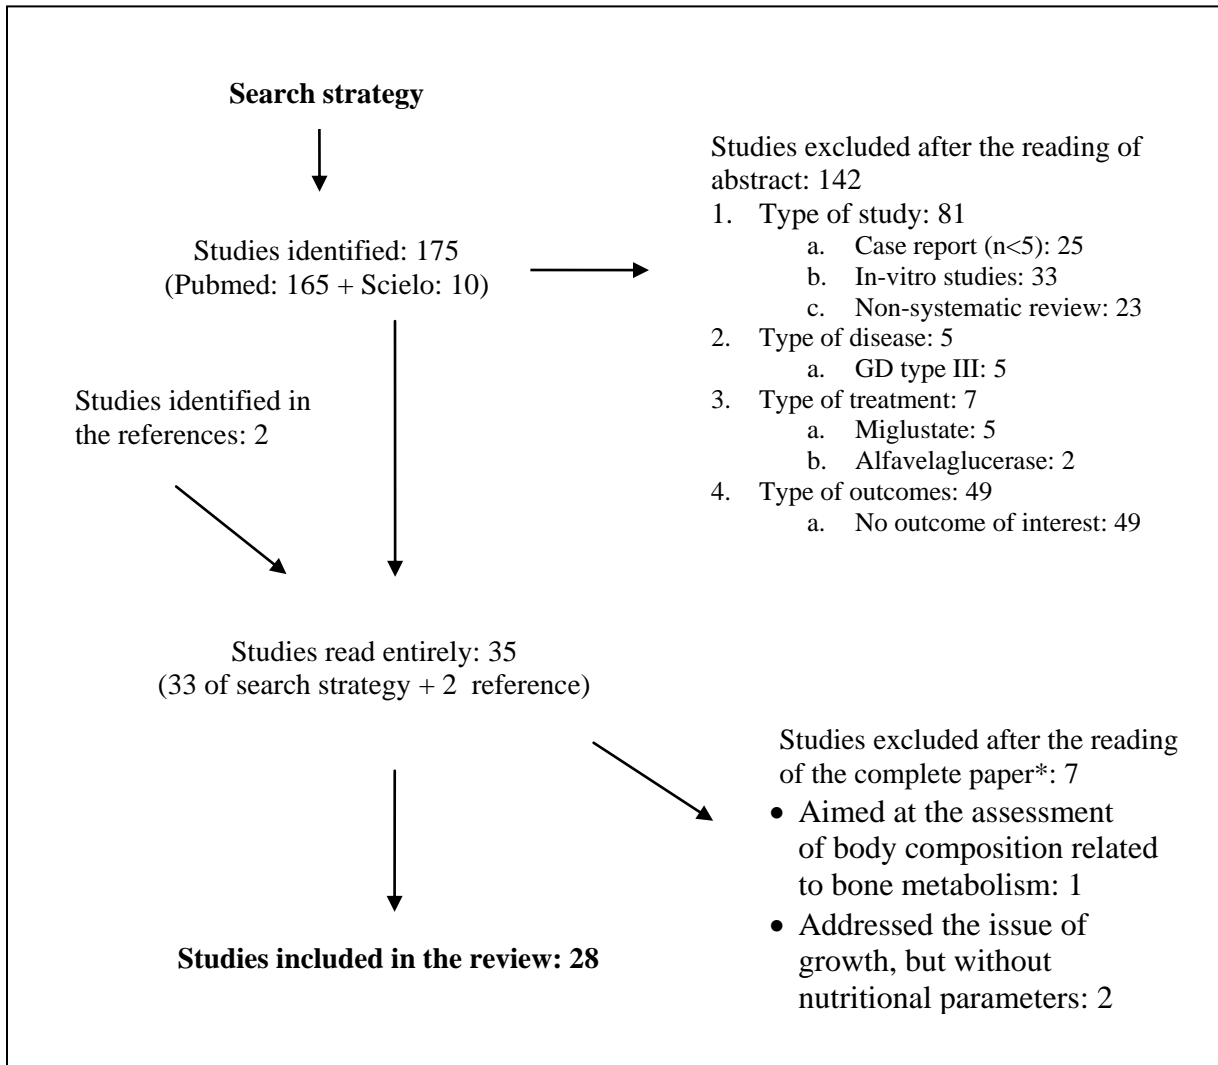 Search strategy
Studies identified: 175
(Pubmed: 165 + Scielo: 10)
Studies excluded after the reading of
abstract: 142
1. Type of study: 81
a. Case report (n<5): 25
b. In-vitro studies: 33
c. Non-systematic review: 23
2. Type of disease: 5
a. GD type III: 5
3. Type of treatment: 7
a. Miglustate: 5
b. Alfavelaglucerase: 2
4. Type of outcomes: 49
a. No outcome of interest: 49
Studies identified in
the references: 2
Studies read entirely: 35
(33 of search strategy + 2 reference)
Studies excluded after the reading
of the complete paper*: 7
• Aimed at the assessment
of body composition related
to bone metabolism: 1
• Addressed the issue of
growth, but without
nutritional parameters: 2
Studies included in the review: 28